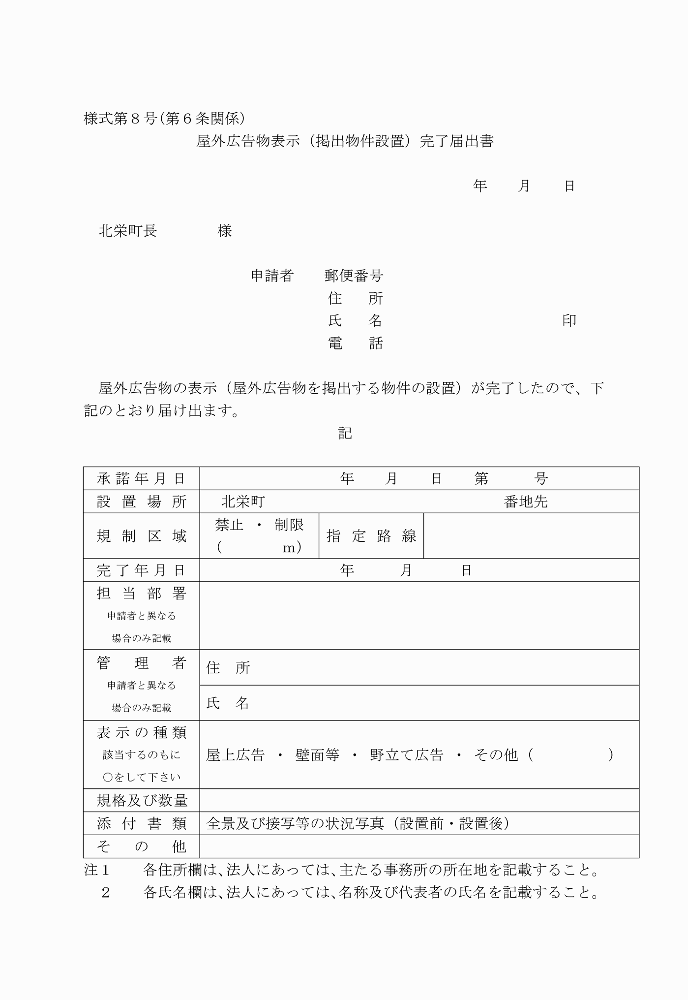 様式第８号（第６条関係）
屋外広告物表示（掲出物件設置）完了届出書
年　　月　　日
北栄町長　　　　様
申請者　　郵便番号
住　所
氏　名　　　　　　　　　　　　印
電　話
屋外広告物の表示（屋外広告物を掲出する物件の設置）が完了したので、下
記のとおり届け出ます。
記
承諾年月日　　年　　月　　日　　第　　　号
設置場所　　北栄町　　　　　　　　番地先
規制区域　　禁止　・　制限
（　　　　ｍ）　　指定路線
完了年月日　　年　　　月　　　日
担当部署
申請者と異なる
場合のみ記載
管理者
申請者と異なる
場合のみ記載
住　所
氏　名
表示の種類
該当するのもに
○をして下さい
屋上広告　・　壁面等　・　野立て広告　・　その他（　　　　　）
規格及び数量
添付書類　　全景及び接写等の状況写真（設置前・設置後）
その他
注１　　各住所欄は、法人にあっては、主たる事務所の所在地を記載すること。
２　　各氏名欄は、法人にあっては、名称及び代表者の氏名を記載すること。